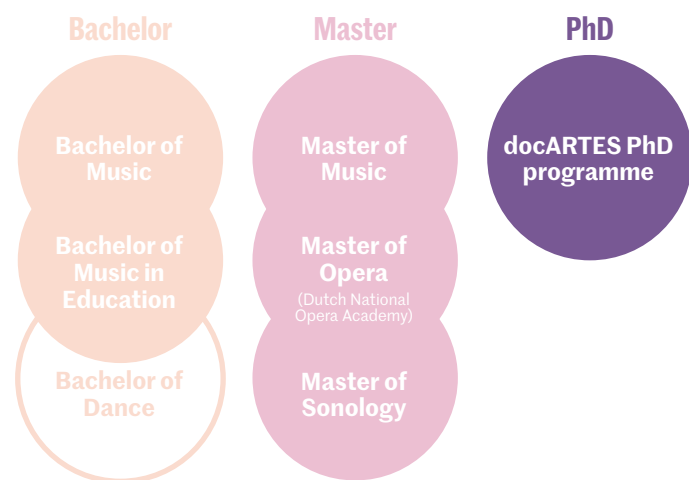 Bachelor
Bachelor of
Music
Bachelor of
Music in
Education
Bachelor of
Dance
Master
Master of
Music
Master of
Opera
(Dutch National
Opera Academy)
Master of
Sonology
PhD
docARTES PhD
programme